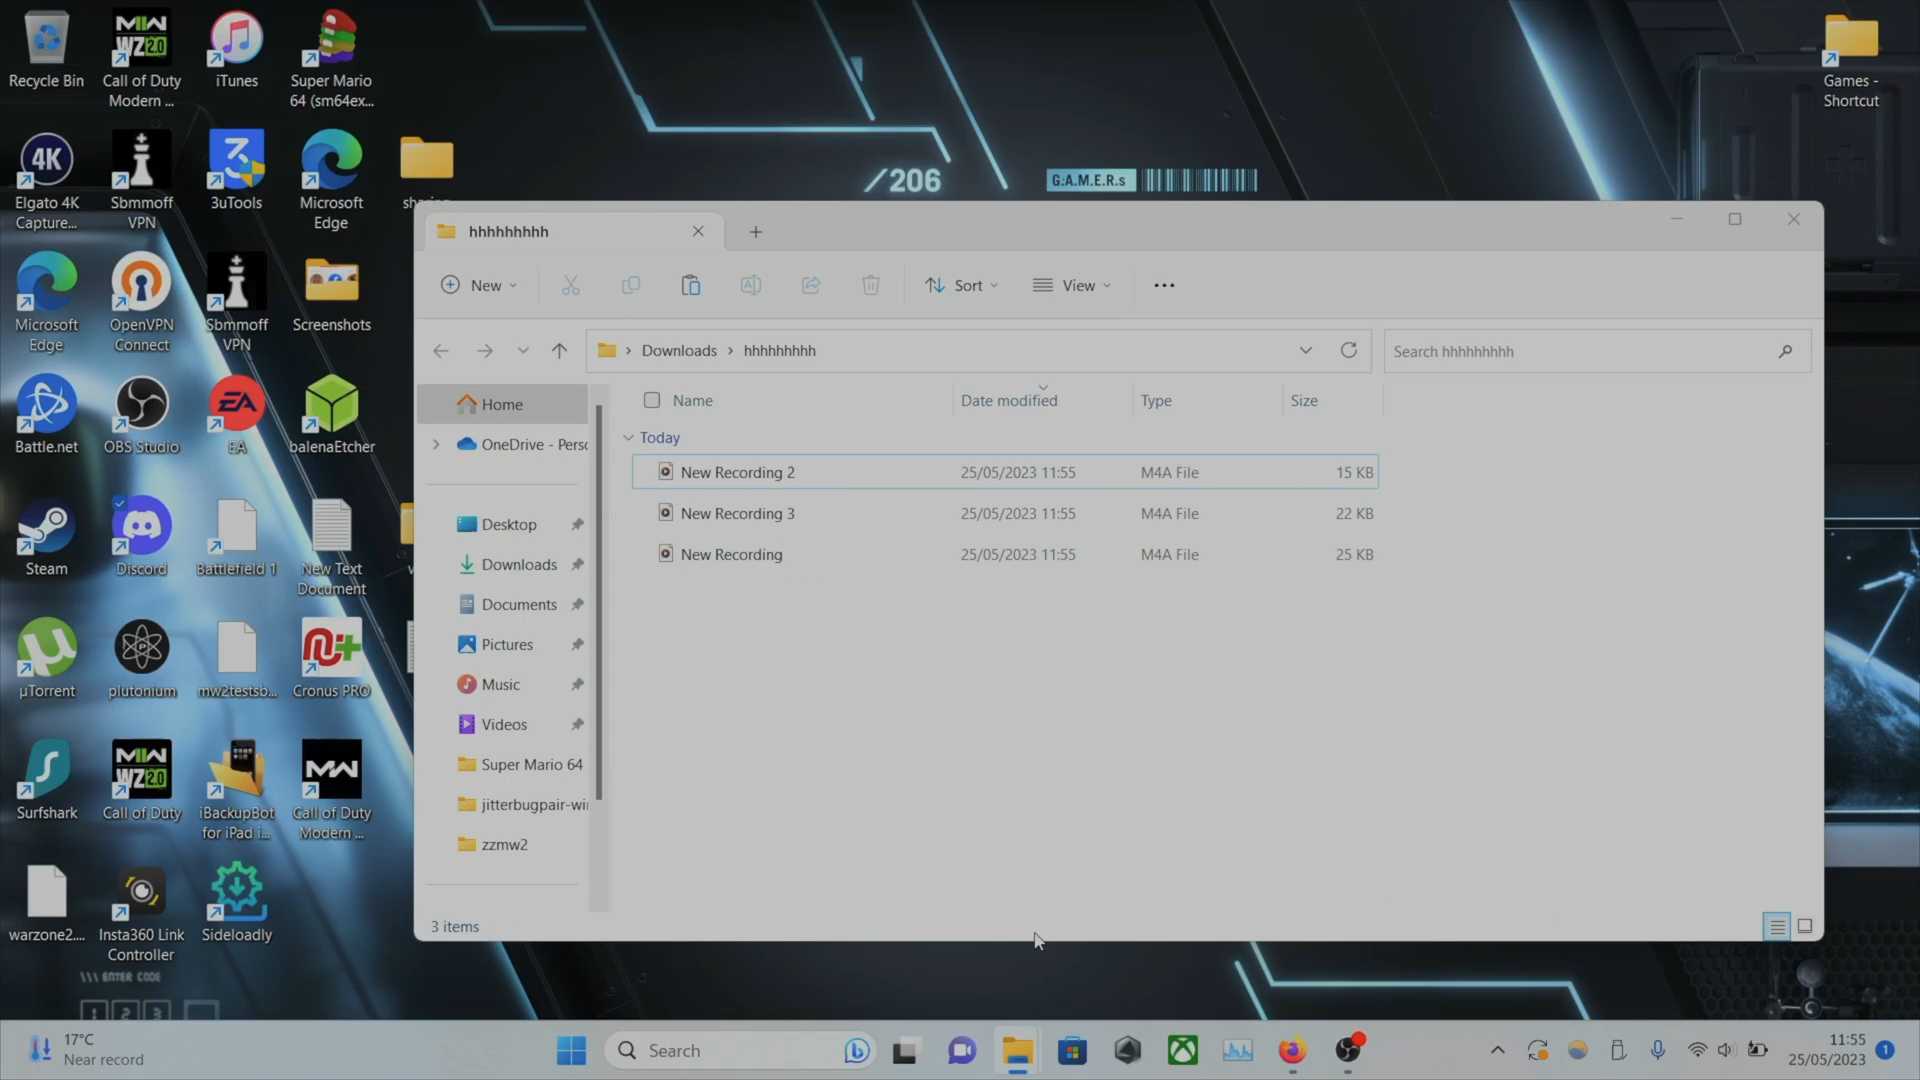 Recycle Bin
Call of Duty
Modern ...
iTunes
Super Mario
64 (sm64ex...
Games -
Shortcut
/206
G:A.M.E.R.s
4K
Elgato 4K
Capture...
Sbmmoff
VPN
3uTools
Microsoft
Edge
Microsoft
Edge
OpenVPN
Connect
Sbmmoff
VPN
Screenshots
Battle.net
OBS Studio
EA
balenaEtcher
Steam
Discord
Battlefield 1
New Text
Document
µTorrent
plutonium
mw2testsb...
Cronus PRO
Surfshark
Call of Duty
iBackupBot
for iPad i...
Call of Duty
Modern ...
warzone2....
Insta360 Link
Controller
Sideloadly
\\\ ENTER CODE
1 2 3
hhhhhhhhh
New
Sort
View
Downloads
hhhhhhhhh
Search hhhhhhhhh
Home
OneDrive - Perso
Desktop
Downloads
Documents
Pictures
Music
Videos
Super Mario 64
jitterbugpair-wi
zzmw2
Name
Date modified
Type
Size
Today
New Recording 2
25/05/2023 11:55
M4A File
15 KB
New Recording 3
25/05/2023 11:55
M4A File
22 KB
New Recording
25/05/2023 11:55
M4A File
25 KB
3 items
17°C
Near record
Search
11:55
25/05/2023
1